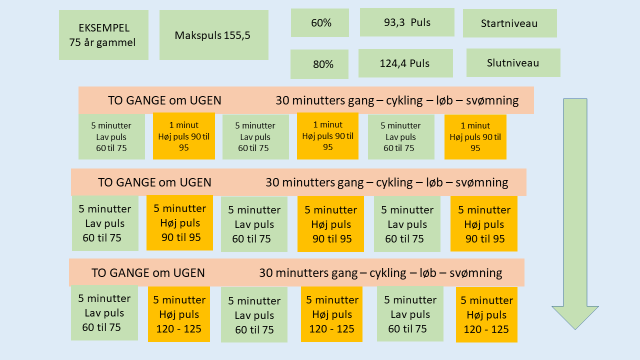 EKSEMPEL
75 år gammel
Makspuls 155,5
60%
93,3 Puls
Startniveau
80%
124,4 Puls
Slutniveau
TO GANGE om UGEN 30 minutters gang – cykling – løb – svømning
5 minutter
Lav puls
60 til 75
1 minut
Høj puls 90 til
95
5 minutter
Lav puls
60 til 75
1 minut
Høj puls 90 til
95
5 minutter
Lav puls
60 til 75
1 minut
Høj puls 90 til
95
TO GANGE om UGEN 30 minutters gang – cykling – løb – svømning
5 minutter
Lav puls
60 til 75
5 minutter
Høj puls
90 til 95
5 minutter
Lav puls
60 til 75
5 minutter
Høj puls
90 til 95
5 minutter
Lav puls
60 til 75
5 minutter
Høj puls
90 til 95
TO GANGE om UGEN 30 minutters gang – cykling – løb – svømning
5 minutter
Lav puls
60 til 75
5 minutter
Høj puls
120 - 125
5 minutter
Lav puls
60 til 75
5 minutter
Høj puls
120 - 125
5 minutter
Lav puls
60 til 75
5 minutter
Høj puls
120 - 125